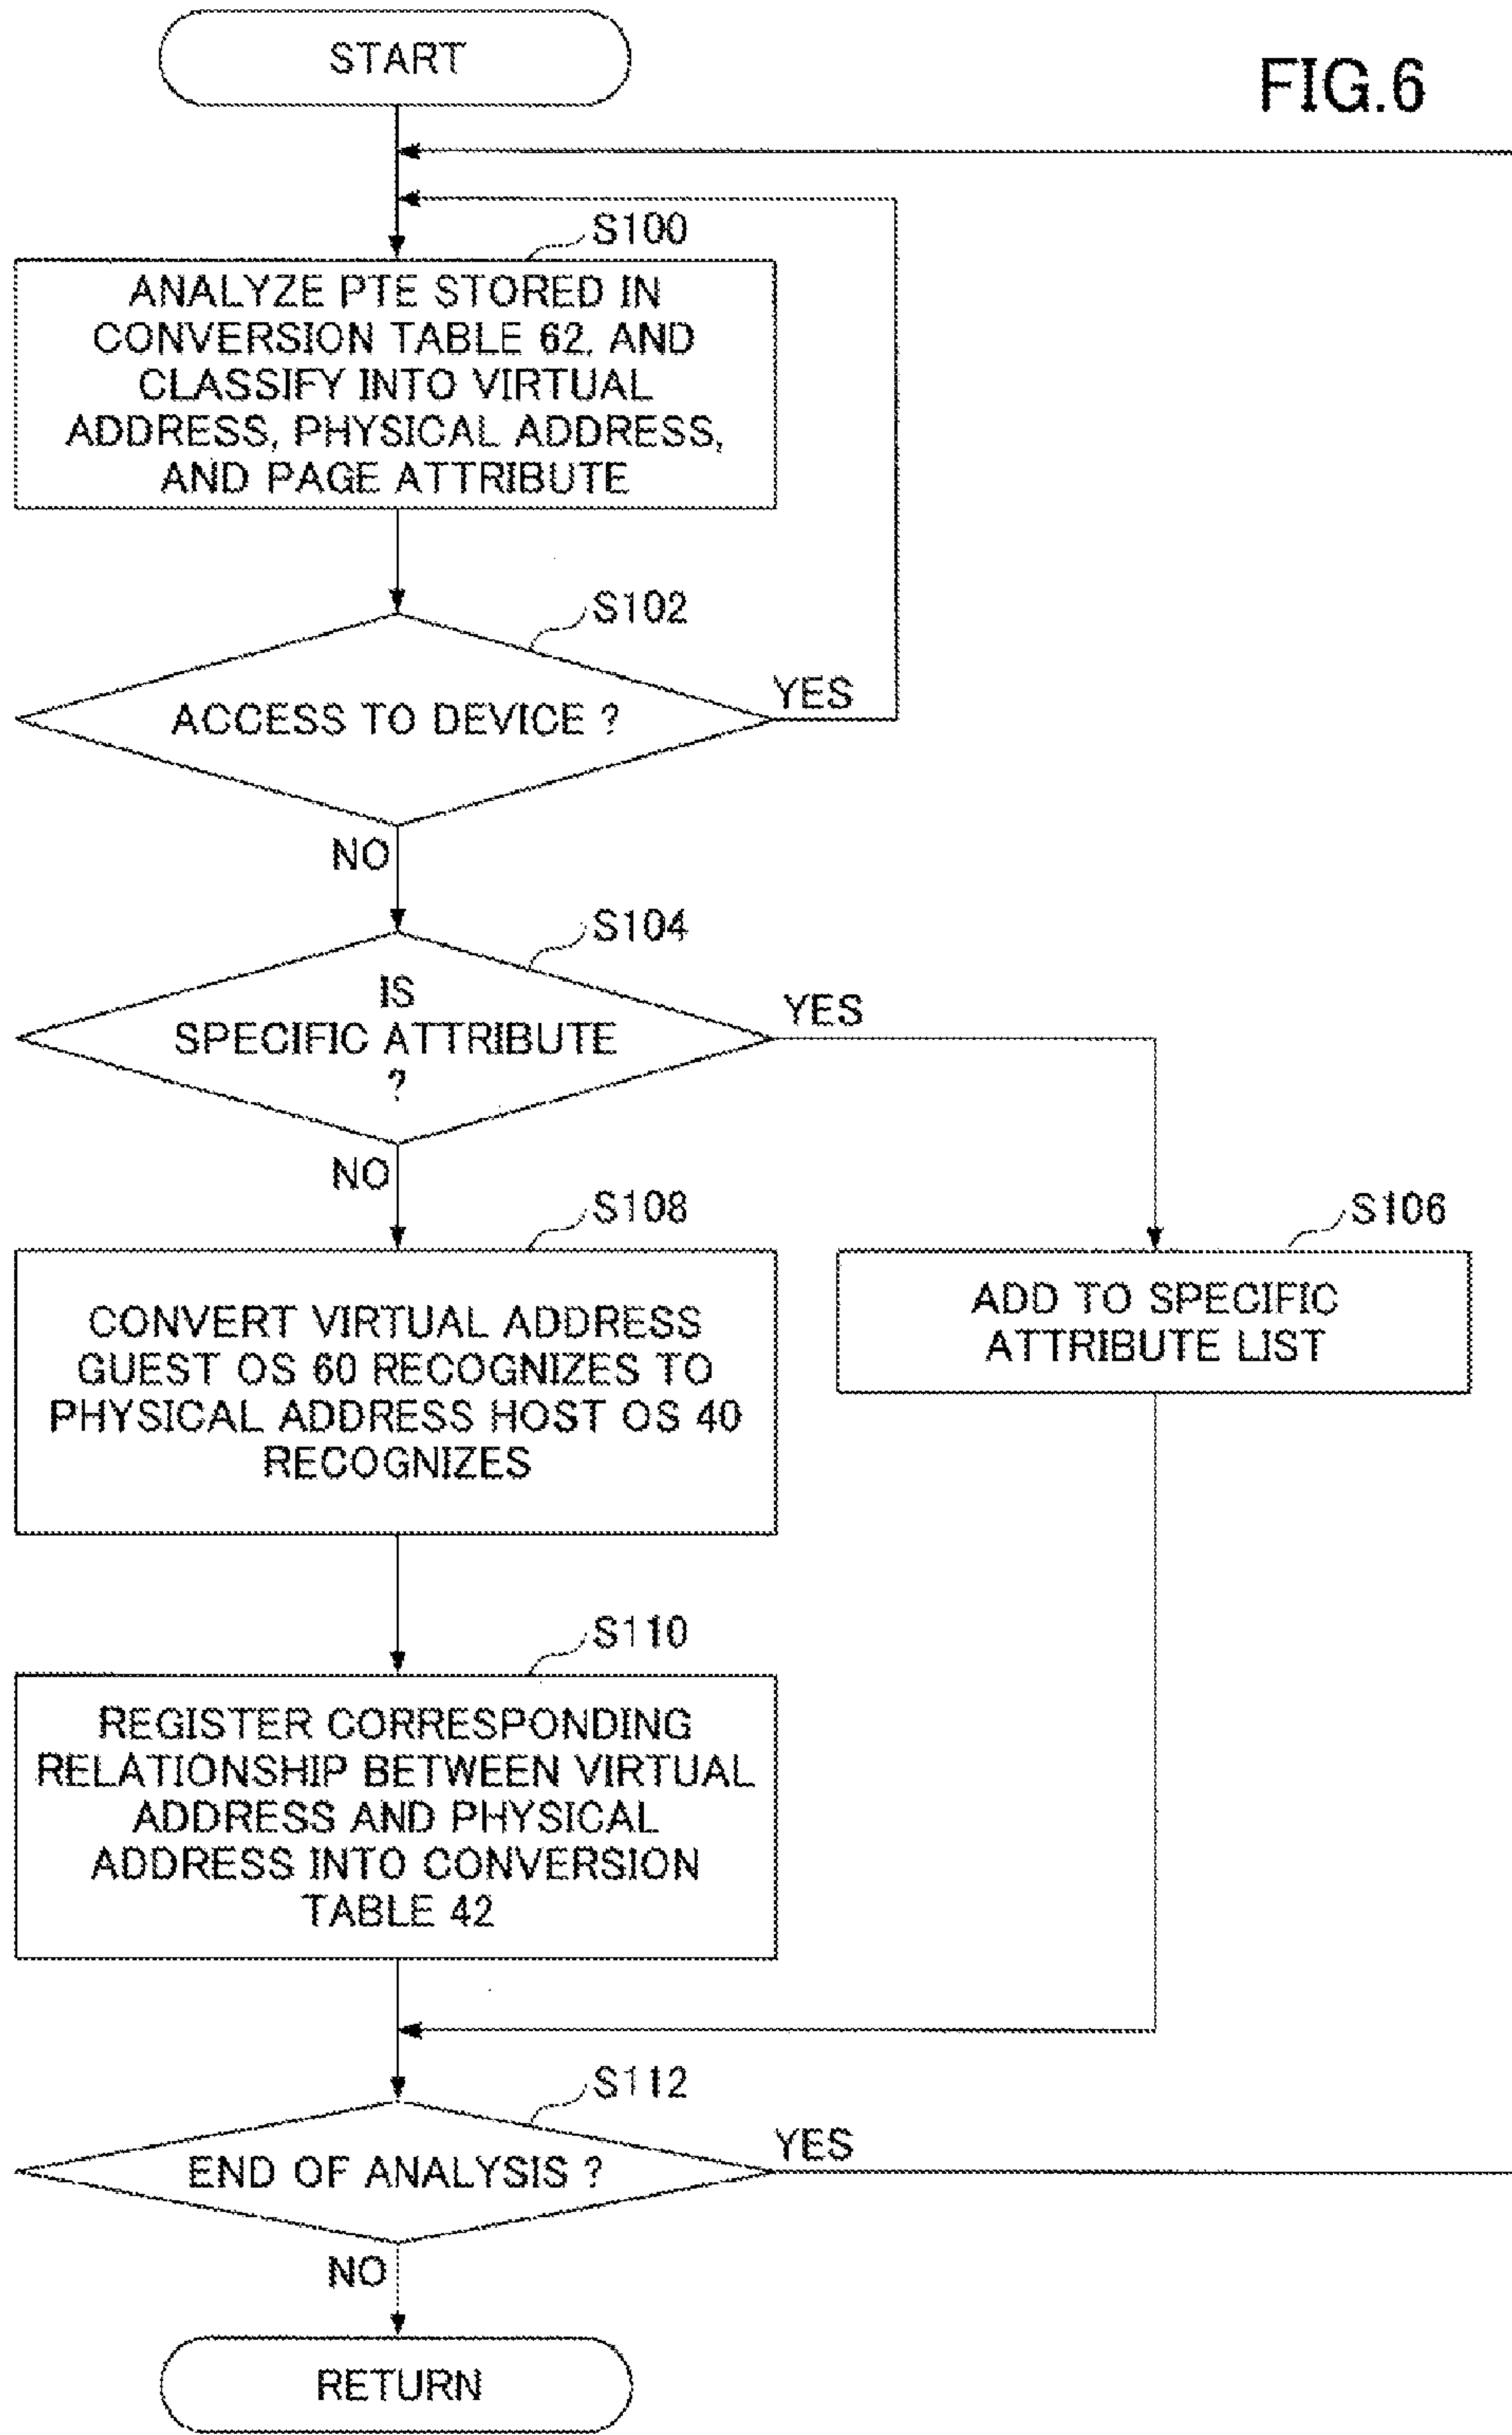 START
FIG.6
S100
ANALYZE PTE STORED IN
CONVERSION TABLE 62, AND
CLASSIFY INTO VIRTUAL
ADDRESS, PHYSICAL ADDRESS,
AND PAGE ATTRIBUTE
S102
ACCESS TO DEVICE ?
YES
NO
S104
IS
SPECIFIC ATTRIBUTE
?
YES
NO
S108
CONVERT VIRTUAL ADDRESS
GUEST OS 60 RECOGNIZES TO
PHYSICAL ADDRESS HOST OS 40
RECOGNIZES
S106
ADD TO SPECIFIC
ATTRIBUTE LIST
S110
REGISTER CORRESPONDING
RELATIONSHIP BETWEEN VIRTUAL
ADDRESS AND PHYSICAL
ADDRESS INTO CONVERSION
TABLE 42
S112
END OF ANALYSIS ?
YES
NO
RETURN